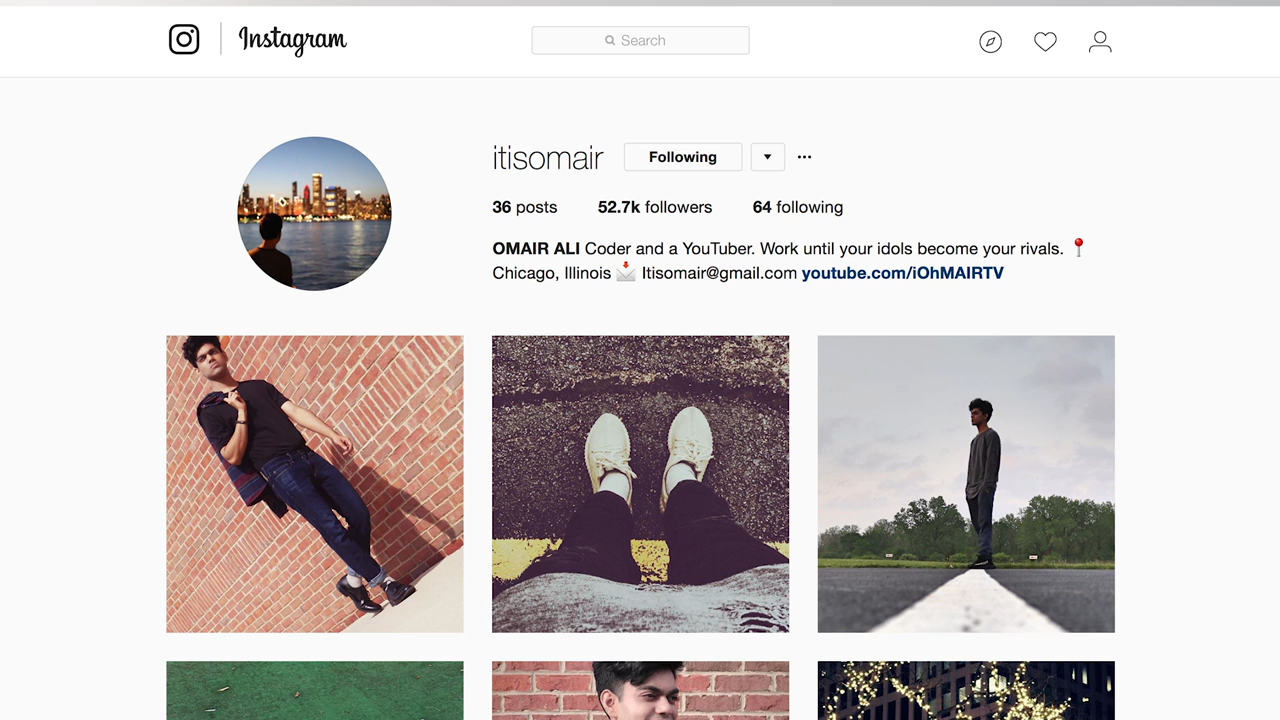 Instagram
Search
itisomair
Following
36 posts 52.7k followers 64 following
OMAIR ALI Coder and a YouTuber. Work until your idols become your rivals. 📍
Chicago, Illinois 📩 Itisomair@gmail.com youtube.com/iOhMAIRTV